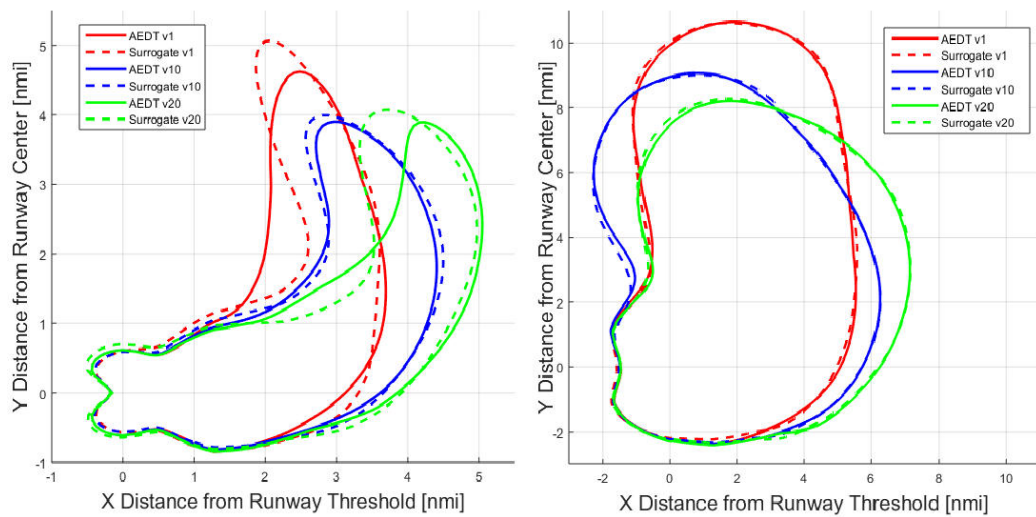 AEDT v1
Surrogate v1
AEDT v10
Surrogate v10
AEDT v20
Surrogate v20
Y Distance from Runway Center [nmi]
5
4
3
2
1
0
-1
-1 0 1 2 3 4 5
X Distance from Runway Threshold [nmi]
AEDT v1
Surrogate v1
AEDT v10
Surrogate v10
AEDT v20
Surrogate v20
Y Distance from Runway Center [nmi]
10
8
6
4
2
0
-2
-2 0 2 4 6 8 10
X Distance from Runway Threshold [nmi]